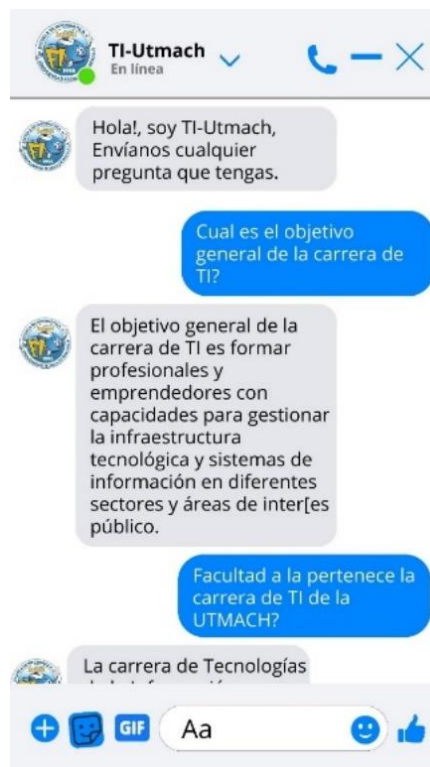 TI-Utmach
En línea
Hola!, soy TI-Utmach,
Envíanos cualquier
pregunta que tengas.
Cual es el objetivo
general de la carrera de
TI?
El objetivo general de la
carrera de TI es formar
profesionales y
emprendedores con
capacidades para gestionar
la infraestructura
tecnológica y sistemas de
información en diferentes
sectores y áreas de inter[es
público.
Facultad a la pertenece la
carrera de TI de la
UTMACH?
La carrera de Tecnologías
GIF
Aa